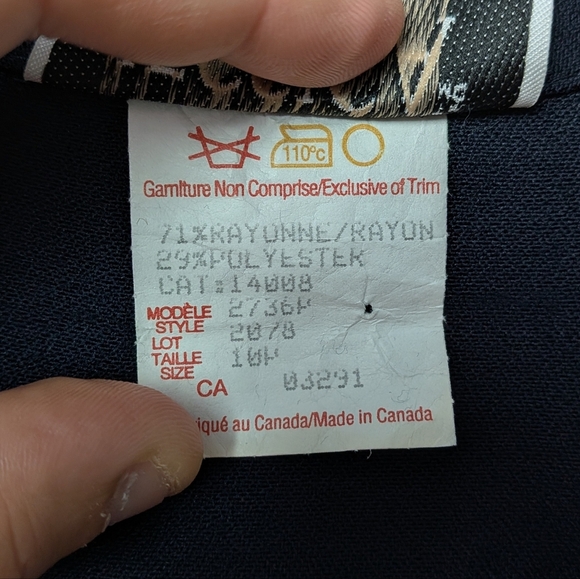 110°c
Garniture Non Comprise/Exclusive of Trim
71%RAYONNE/RAYON
29%POLYESTER
CAT:14008
MODÈLE STYLE 2736P
LOT 2078
TAILLE SIZE 10P
CA 03291
iqué au Canada/Made in Canada